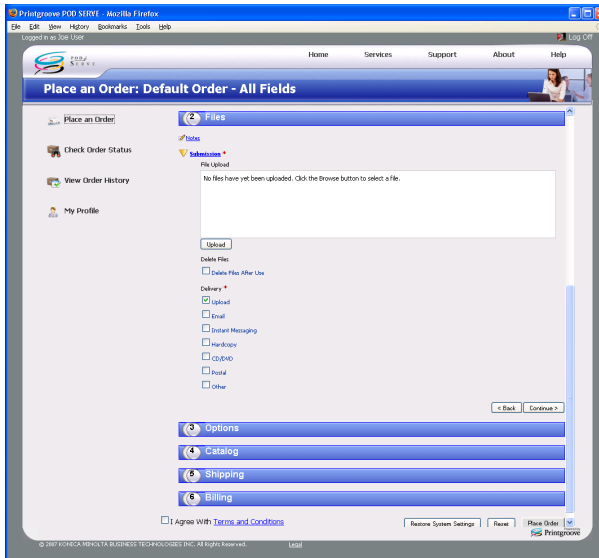 Printgroove POD SERVE - Mozilla Firefox
File Edit View History Bookmarks Tools Help
Logged in as Joe User Log Off
POD/
SERVE
Home Services Support About Help
Place an Order: Default Order - All Fields
Place an Order
Check Order Status
View Order History
My Profile
2 Files
Notes
Submission *
File Upload
No files have yet been uploaded. Click the Browse button to select a file.
Upload
Delete Files
Delete Files After Use
Delivery *
Upload
Email
Instant Messaging
Hardcopy
CD/DVD
Postal
Other
< Back Continue >
3 Options
4 Catalog
5 Shipping
6 Billing
I Agree With Terms and Conditions
Restore System Settings Reset Place Order
Printgroove
© 2007 KONICA MINOLTA BUSINESS TECHNOLOGIES INC. All Rights Reserved. Legal